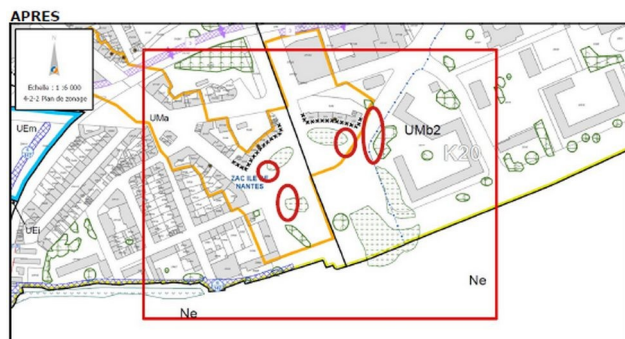 APRES
Echelle : 1 :6 000
4-2-2 Plan de zonage
UEm
UMa
UMb2
K20
ZAC ILE DE
NANTES
UEi
Ne
Ne